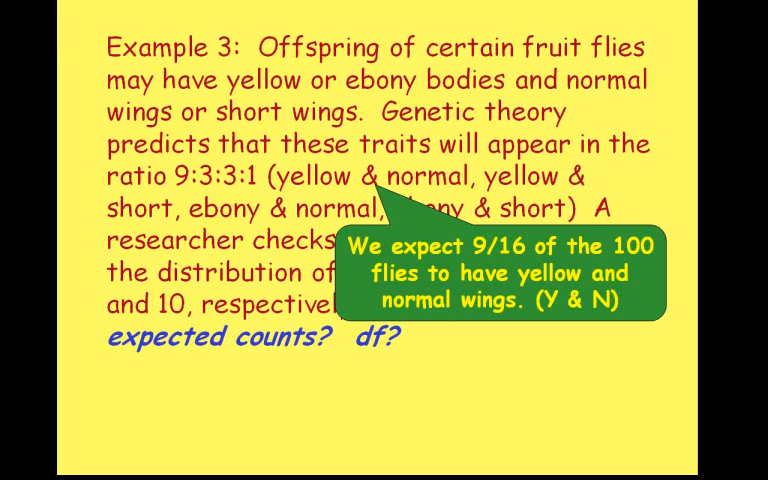 Example 3: Offspring of certain fruit flies
may have yellow or ebony bodies and normal
wings or short wings. Genetic theory
predicts that these traits will appear in the
ratio 9:3:3:1 (yellow & normal, yellow &
short, ebony & normal, & short) A
researcher checks
the distribution of
and 10,
expected counts? df?
We expect 9/16 of the 100
flies to have yellow and
normal wings. (Y & N)